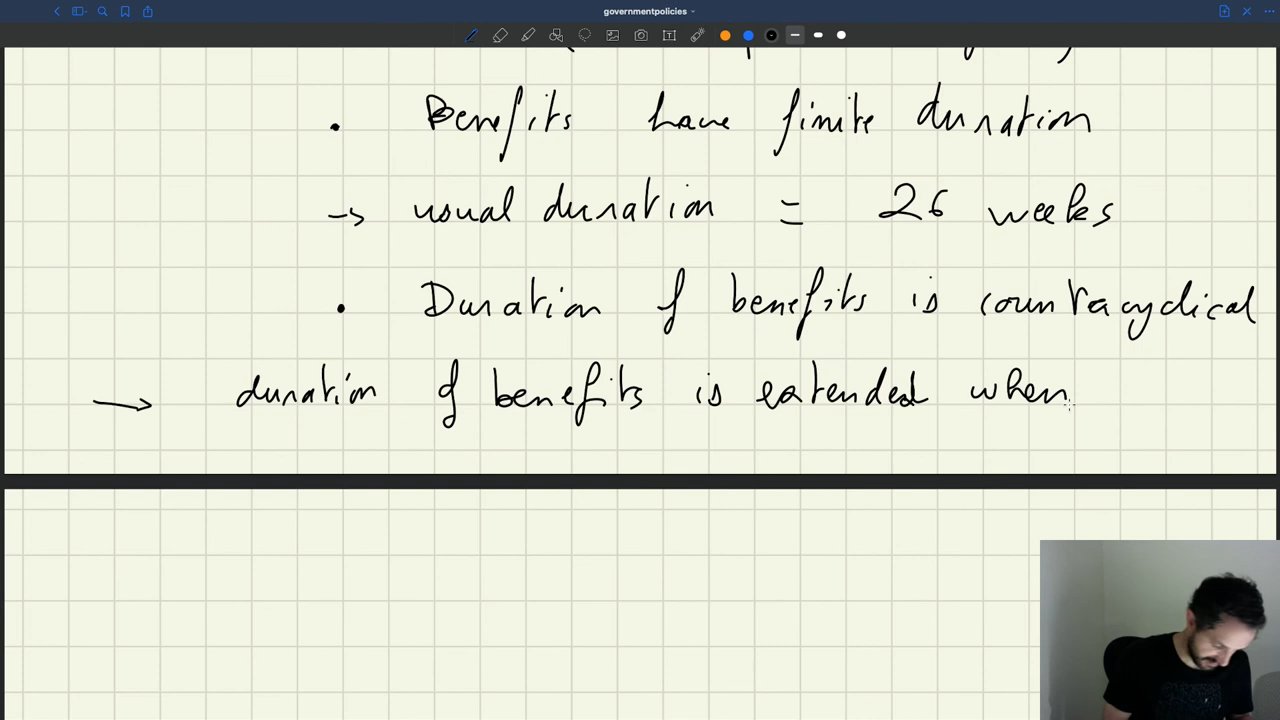 governmentpolicies
. Benefits have finite duration
→ usual duration = 26 weeks
. Duration of benefits is countracyclical
→ duration of benefits is extended when